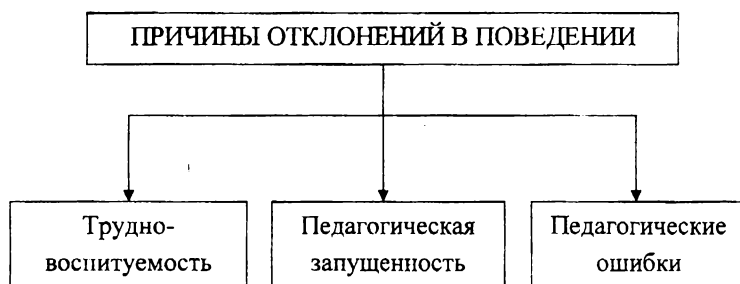 ПРИЧИНЫ ОТКЛОНЕНИЙ В ПОВЕДЕНИИ
Трудно-
воспитуемость
Педагогическая
запущенность
Педагогические
ошибки